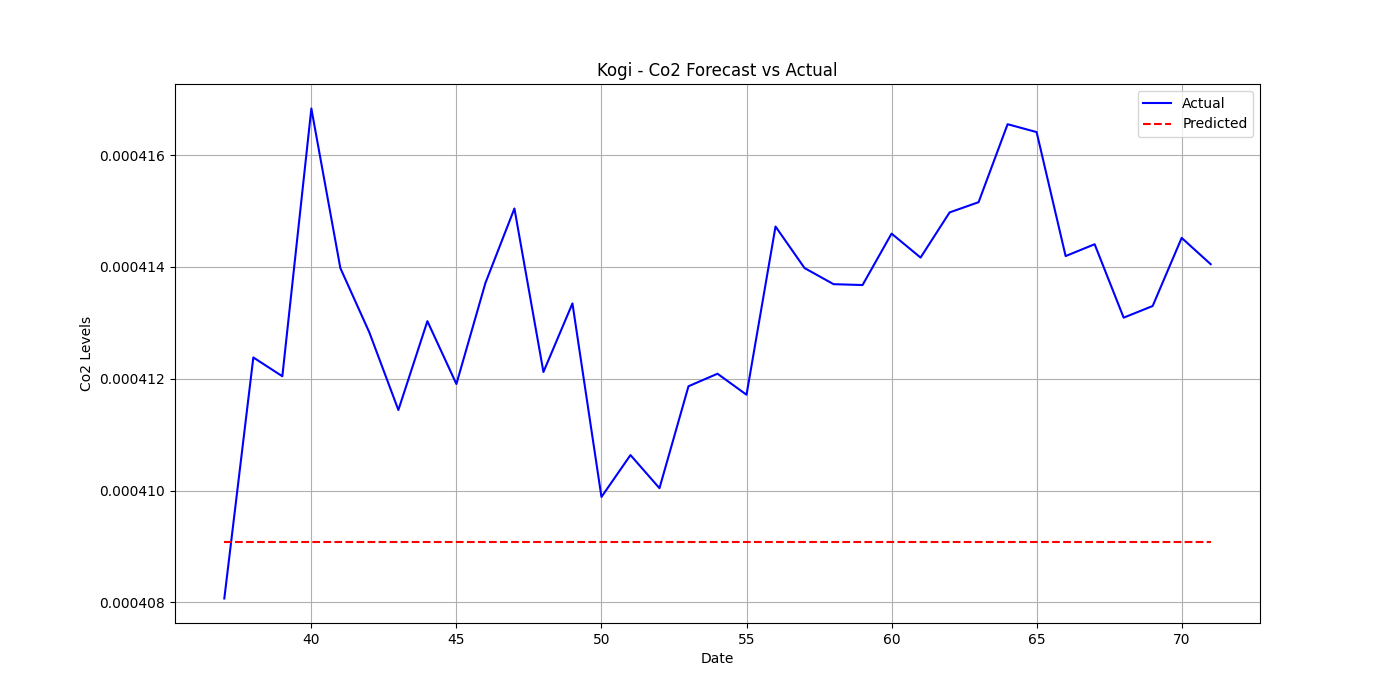 Kogi - Co2 Forecast vs Actual
Actual
Predicted
0.000416
0.000414
0.000412
0.000410
0.000408
Co2 Levels
40 45 50 55 60 65 70
Date